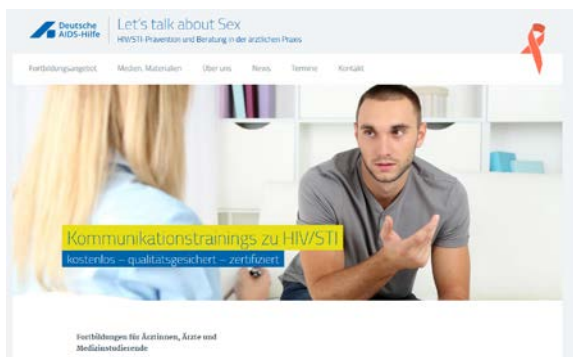 Deutsche
AIDS-Hilfe
Let's talk about Sex
HIV/STI-Prävention und Beratung in der ärztlichen Praxis
Fortbildungsangebot Medien, Materialien Über uns News Termine Kontakt
Kommunikationstrainings zu HIV/STI
kostenlos – qualitätsgesichert – zertifiziert
Fortbildungen für Ärztinnen, Ärzte und
Medizinstudierende